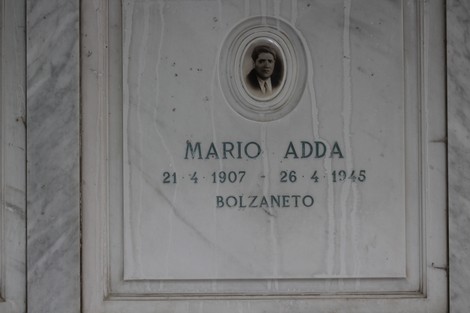 MARIO ADDA
21·4·1907 - 26·4·1945
BOLZANETO